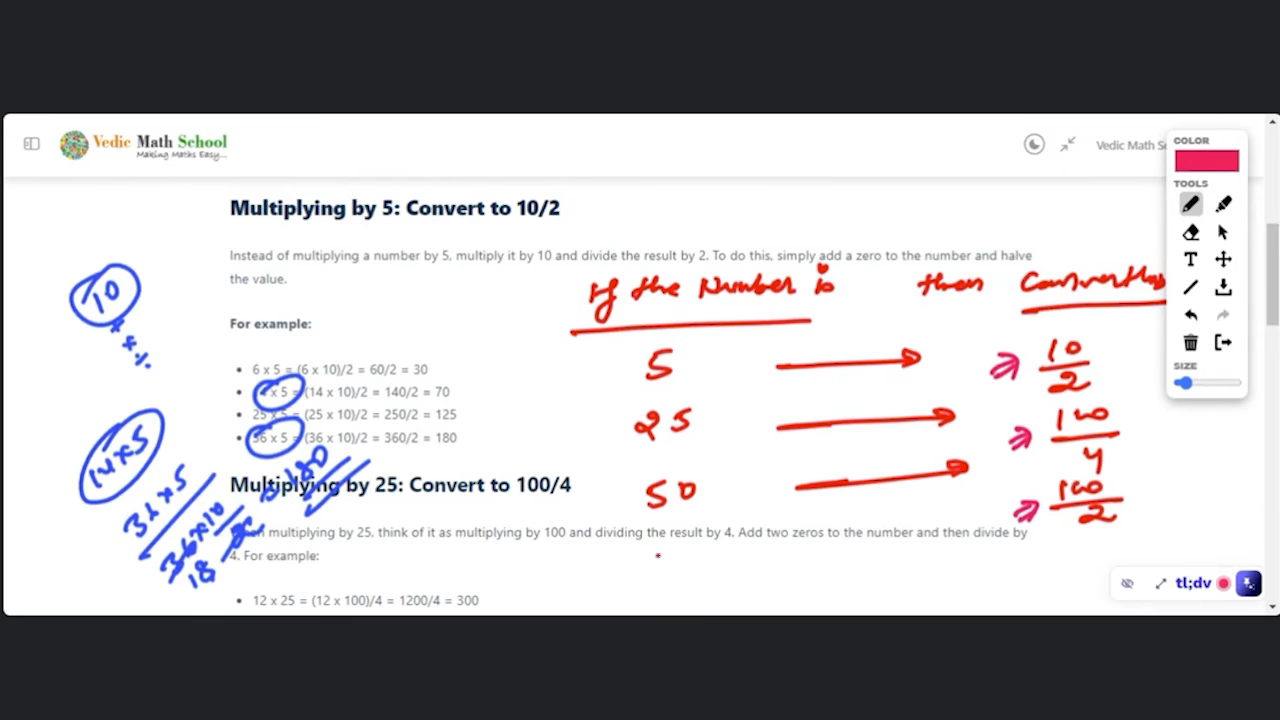 Vedic Math School
Making Maths Easy...
Vedic Math
COLOR
TOOLS
T
SIZE
Multiplying by 5: Convert to 10/2
Instead of multiplying a number by 5, multiply it by 10 and divide the result by 2. To do this, simply add a zero to the number and halve
the value.
If the Number is then
For example:
6 x 5 = (6 x 10)/2 = 60/2 = 30
x 5 = (14 x 10)/2 = 140/2 = 70
25 x 5 = (25 x 10)/2 = 250/2 = 125
36 x 5 = (36 x 10)/2 = 360/2 = 180
5 → ⇒ 10/2
25 → ⇒ 100/4
50 → ⇒ 100/2
10
14x5
36x5
36x10
18
180
Multiplying by 25: Convert to 100/4
multiplying by 25, think of it as multiplying by 100 and dividing the result by 4. Add two zeros to the number and then divide by
4. For example:
12 x 25 = (12 x 100)/4 = 1200/4 = 300
tl;dv